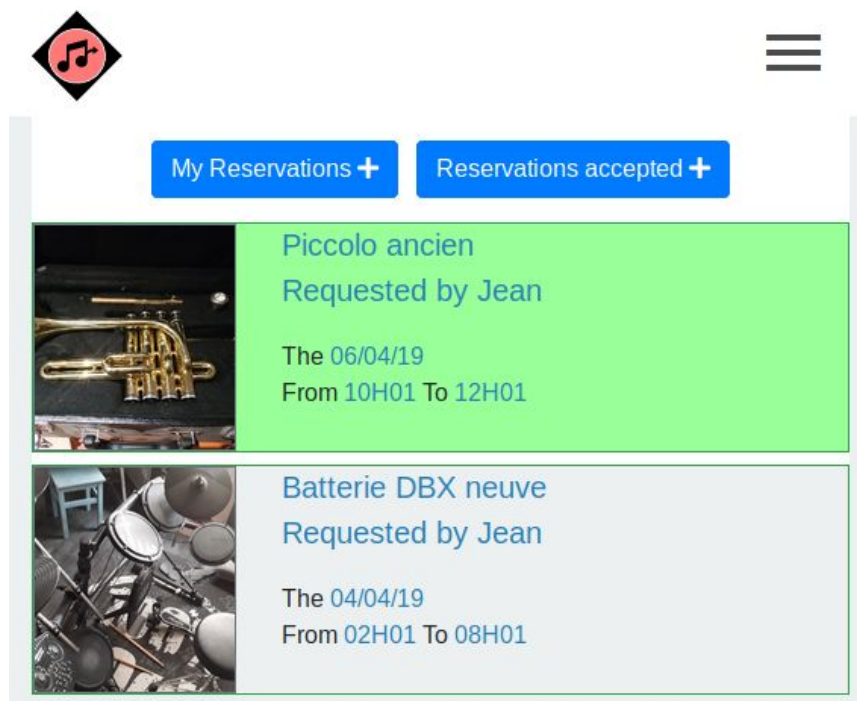 My Reservations +
Reservations accepted +
Piccolo ancien
Requested by Jean
The 06/04/19
From 10H01 To 12H01
Batterie DBX neuve
Requested by Jean
The 04/04/19
From 02H01 To 08H01